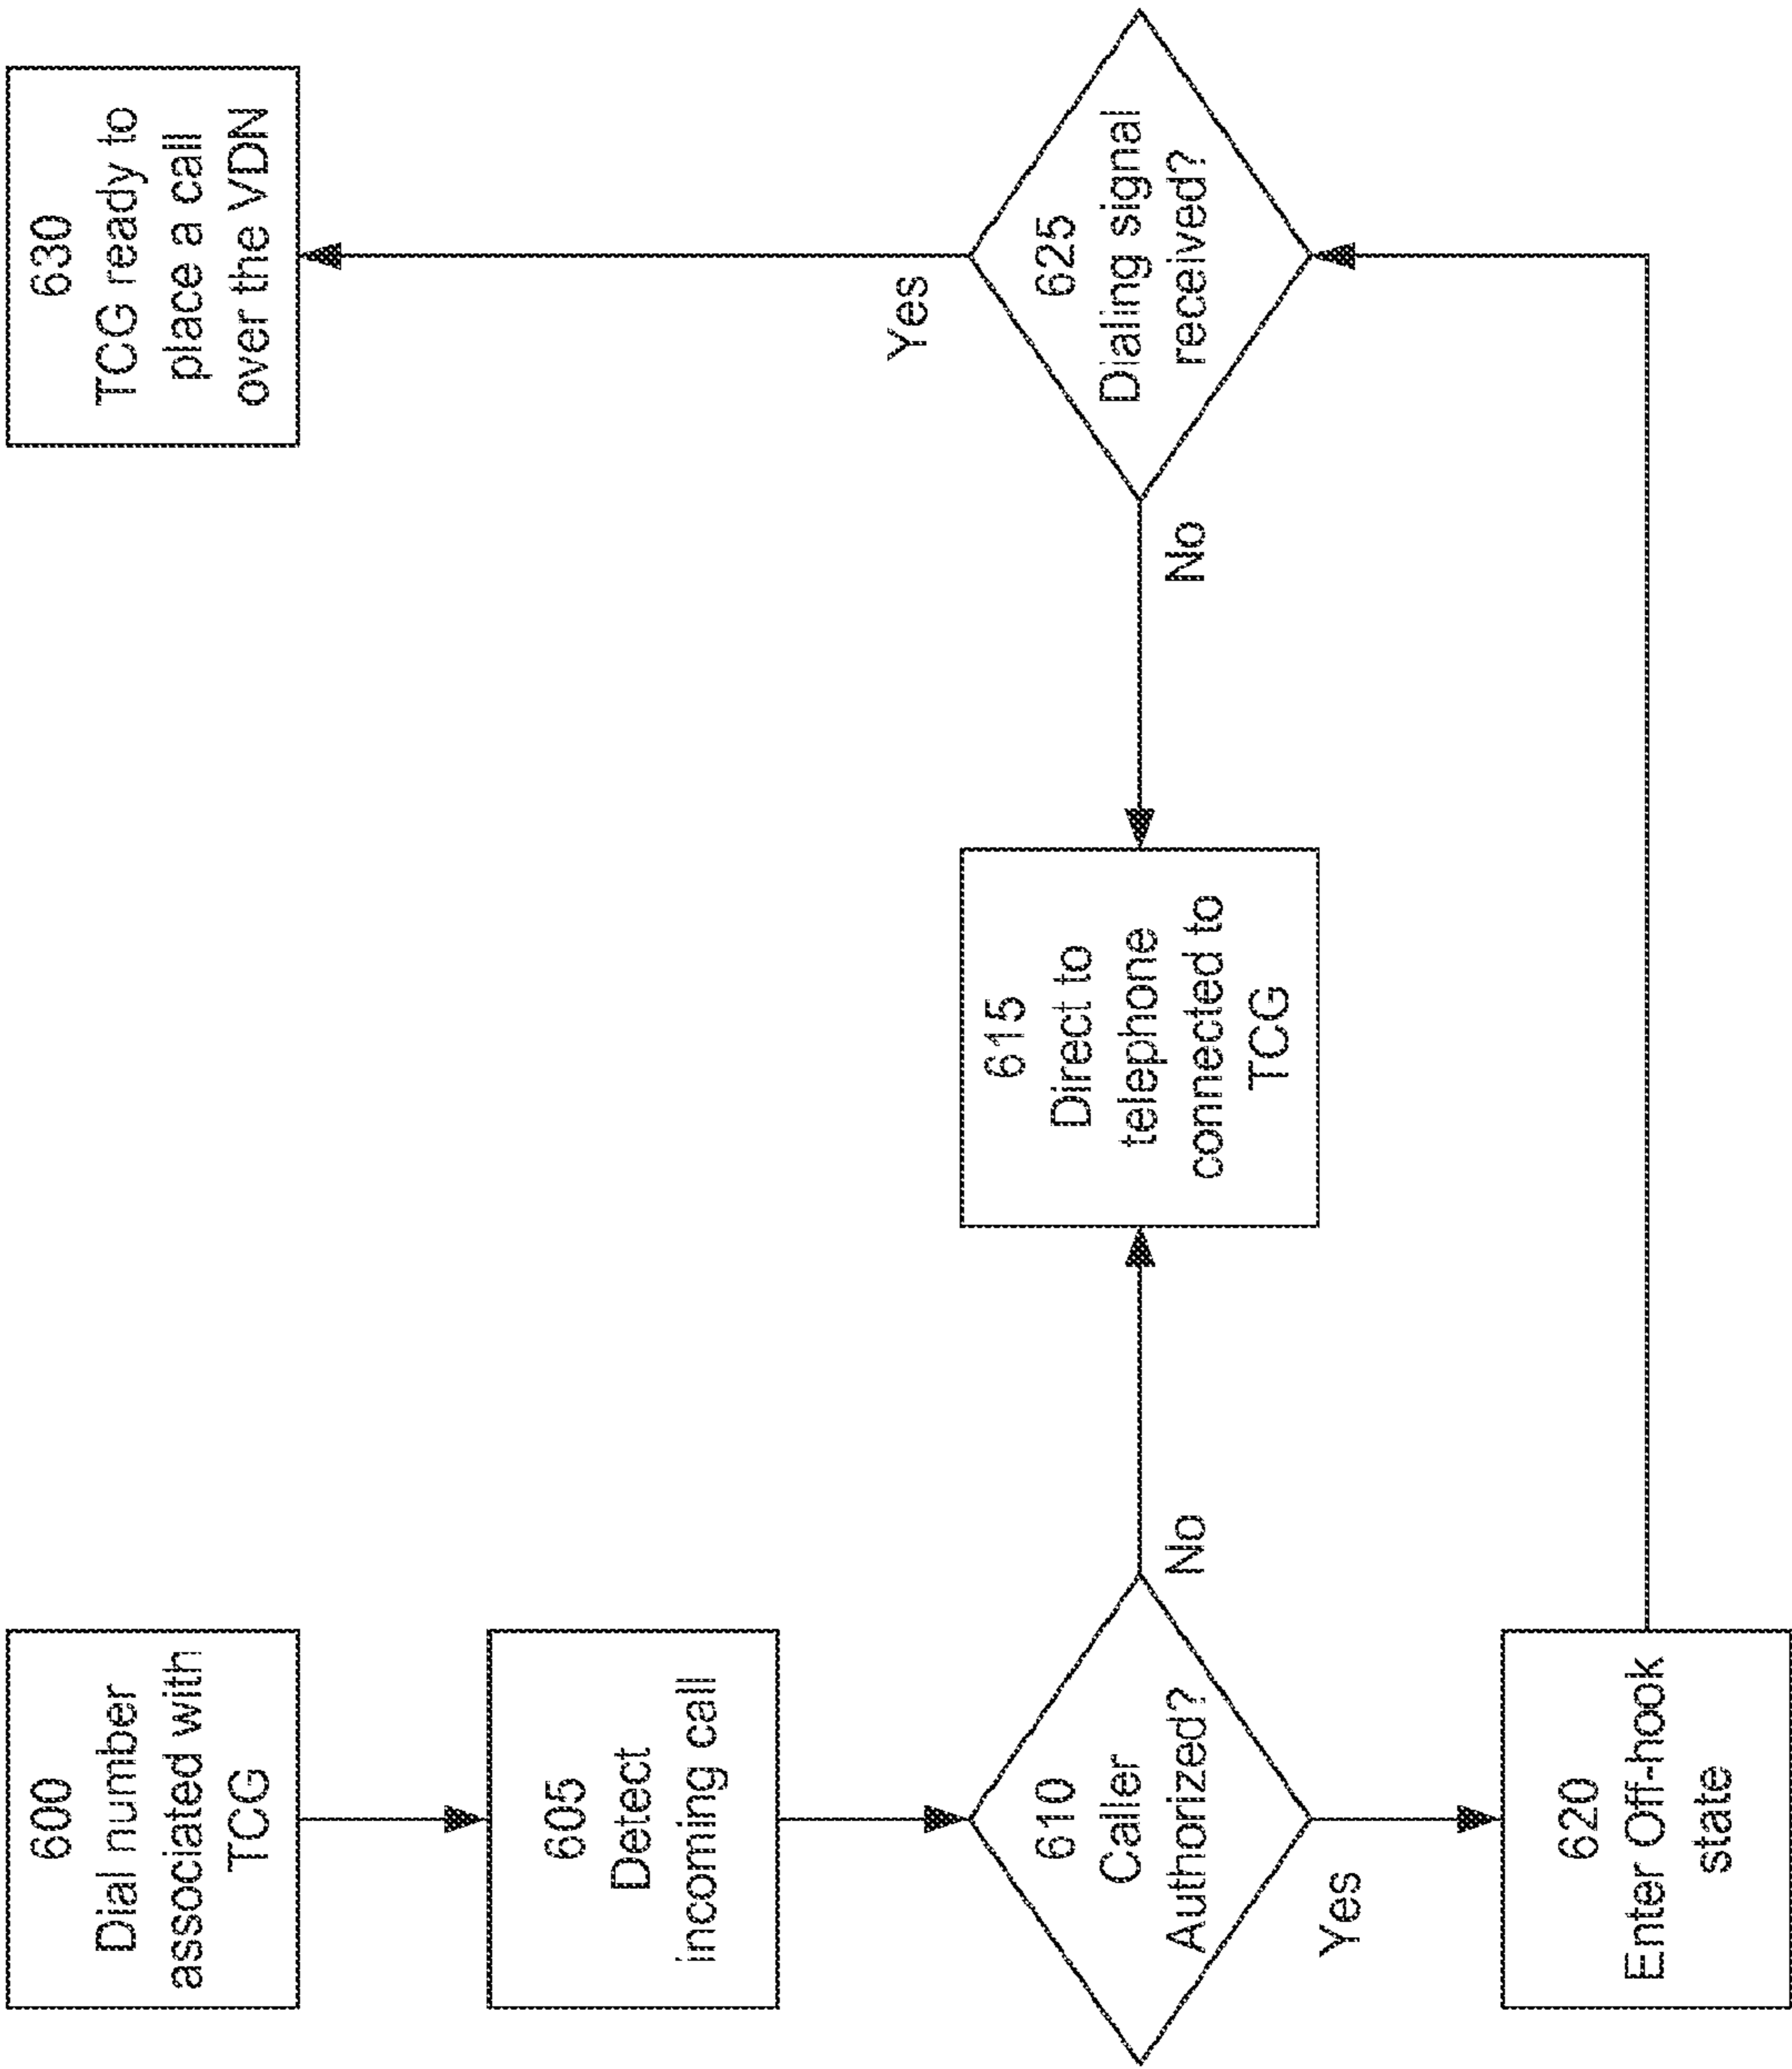 600
Dial number
associated with
TCG
605
Detect
incoming call
610
Caller
Authorized?
No
Yes
615
Direct to
telephone
connected to
TCG
620
Enter Off-hook
state
625
Dialing signal
received?
No
Yes
630
TCG ready to
place a call
over the VDN